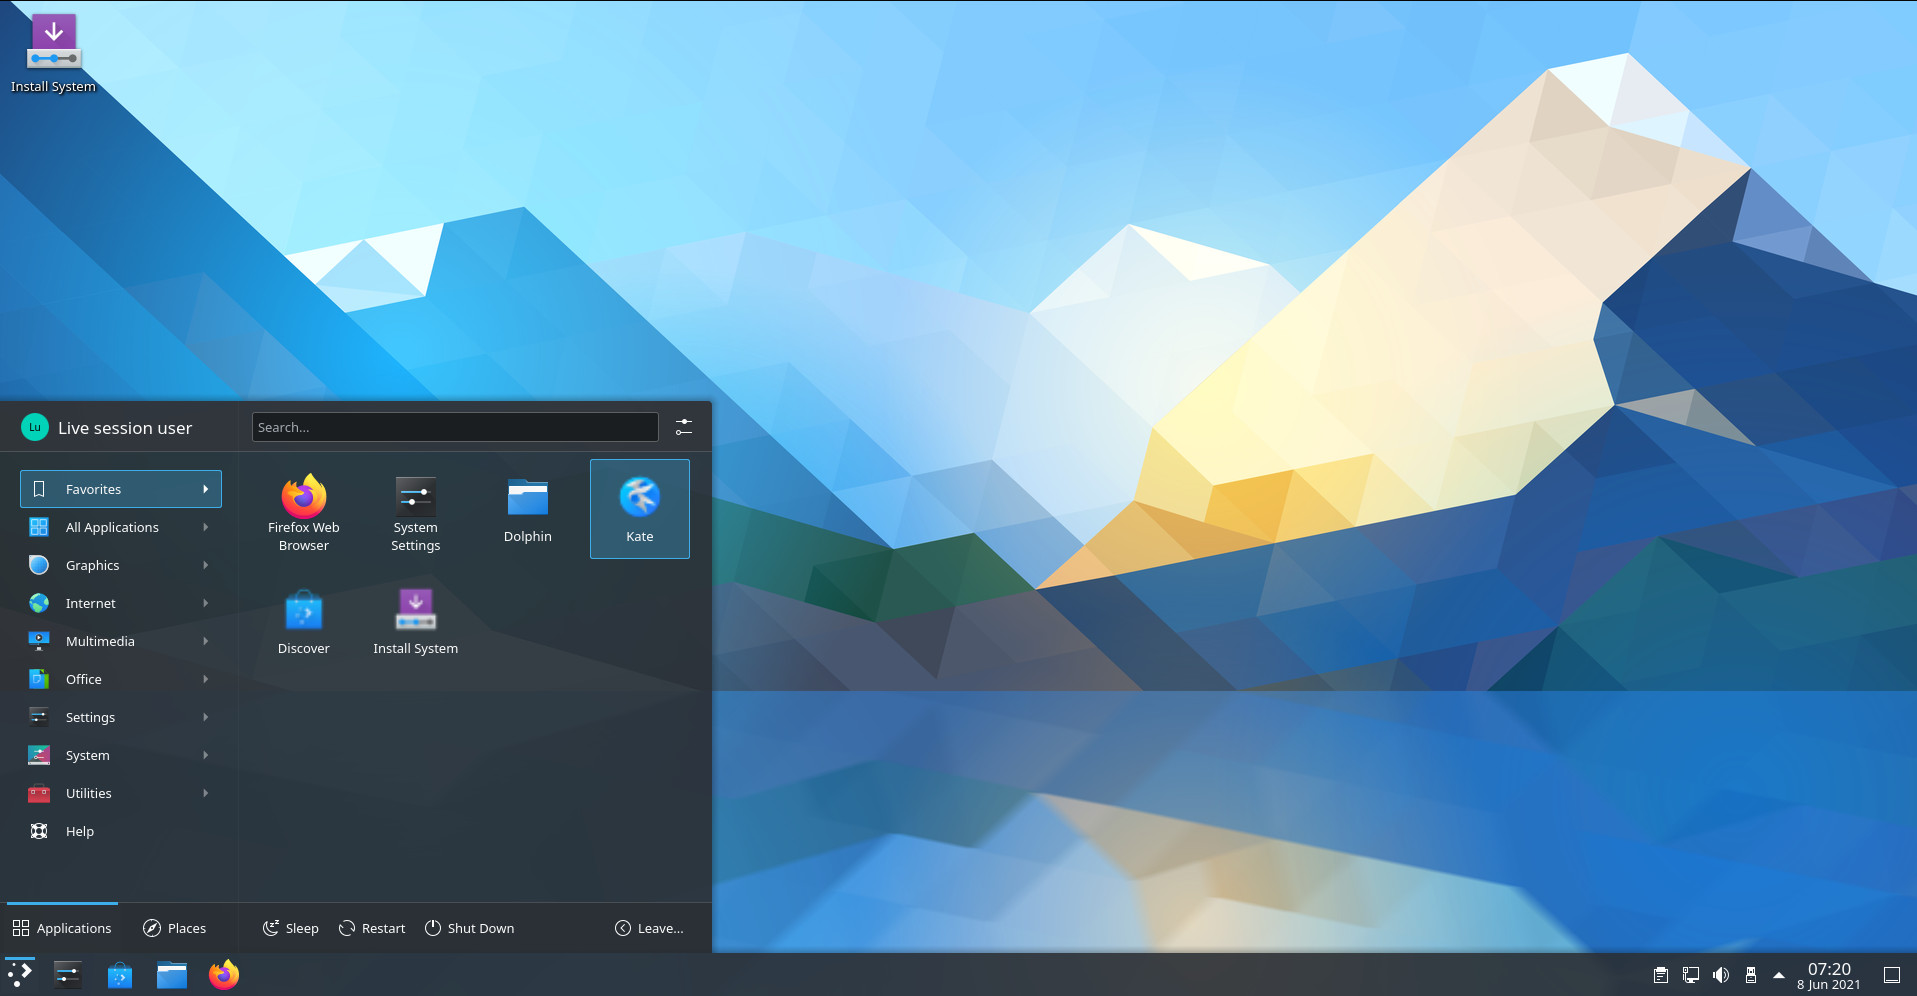 Install System
Lu
Live session user
Search...
Favorites
All Applications
Graphics
Internet
Multimedia
Office
Settings
System
Utilities
Help
Firefox Web
Browser
System
Settings
Dolphin
Kate
Discover
Install System
Applications
Places
Sleep
Restart
Shut Down
Leave...
07:20
8 Jun 2021